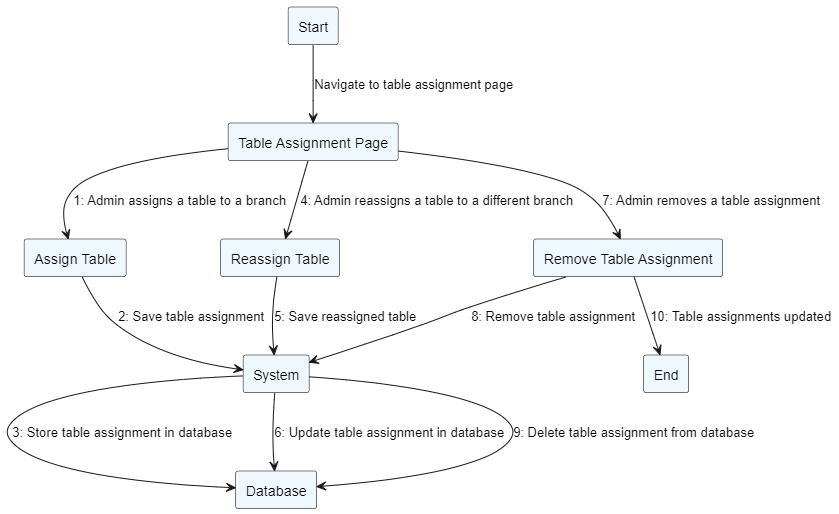 Start
Navigate to table assignment page
Table Assignment Page
1: Admin assigns a table to a branch
4: Admin reassigns a table to a different branch
7: Admin removes a table assignment
Assign Table
Reassign Table
Remove Table Assignment
2: Save table assignment
5: Save reassigned table
8: Remove table assignment
10: Table assignments updated
System
End
3: Store table assignment in database
6: Update table assignment in database
9: Delete table assignment from database
Database